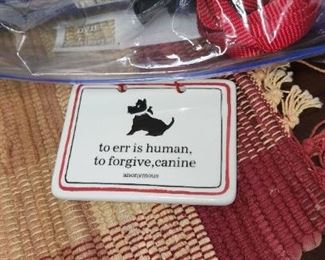 to err is human,
to forgive,canine
anonymous